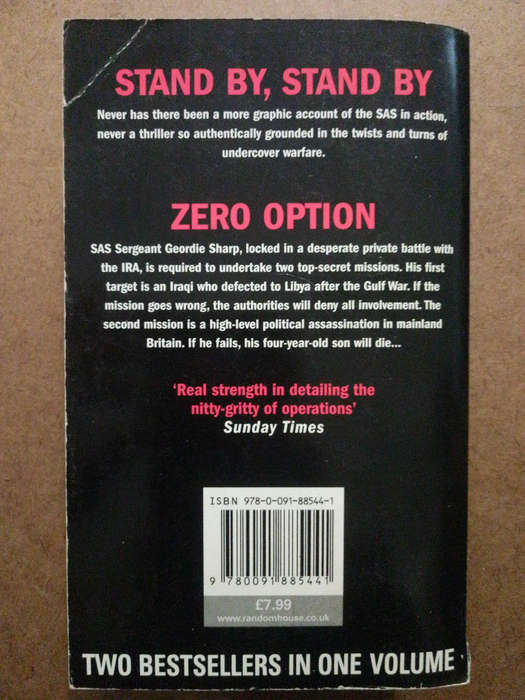 STAND BY, STAND BY
Never has there been a more graphic account of the SAS in action,
never a thriller so authentically grounded in the twists and turns of
undercover warfare.
ZERO OPTION
SAS Sergeant Geordie Sharp, locked in a desperate private battle with
the IRA, is required to undertake two top-secret missions. His first
target is an Iraqi who defected to Libya after the Gulf War. If the
mission goes wrong, the authorities will deny all involvement. The
second mission is a high-level political assassination in mainland
Britain. If he fails, his four-year-old son will die...
'Real strength in detailing the
nitty-gritty of operations'
Sunday Times
ISBN 978-0-091-88544-1
9 780091 885441
£7.99
www.randomhouse.co.uk
TWO BESTSELLERS IN ONE VOLUME